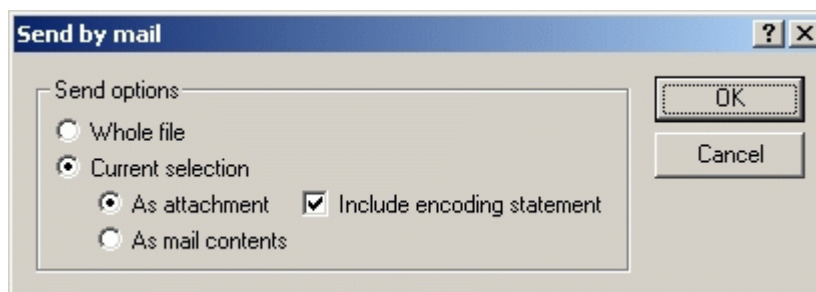 Send by mail
Send options
OK
Whole file
Cancel
Current selection
As attachment Include encoding statement
As mail contents